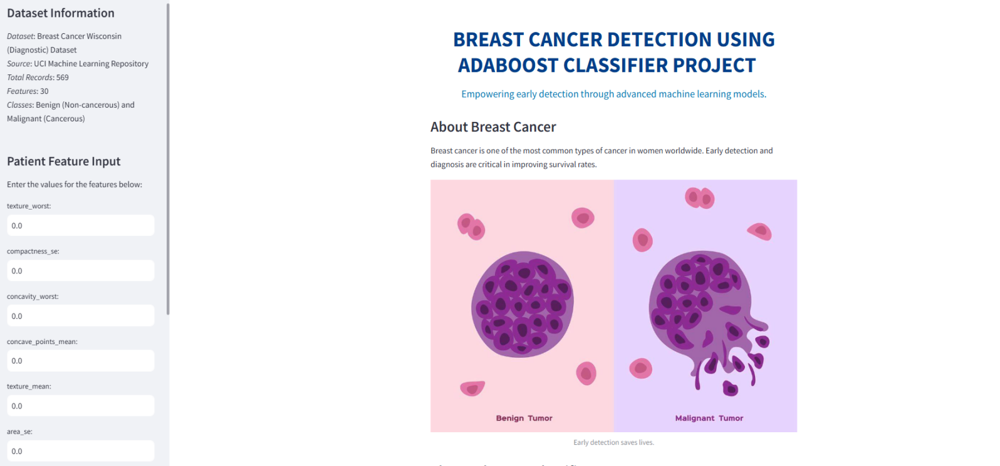 Dataset Information
Dataset: Breast Cancer Wisconsin
(Diagnostic) Dataset
Source: UCI Machine Learning Repository
Total Records: 569
Features: 30
Classes: Benign (Non-cancerous) and
Malignant (Cancerous)
Patient Feature Input
Enter the values for the features below:
texture_worst:
0.0
compactness_se:
0.0
concavity_worst:
0.0
concave_points_mean:
0.0
texture_mean:
0.0
area_se:
0.0
BREAST CANCER DETECTION USING
ADABOOST CLASSIFIER PROJECT
Empowering early detection through advanced machine learning models.
About Breast Cancer
Breast cancer is one of the most common types of cancer in women worldwide. Early detection and
diagnosis are critical in improving survival rates.
Benign Tumor
Malignant Tumor
Early detection saves lives.